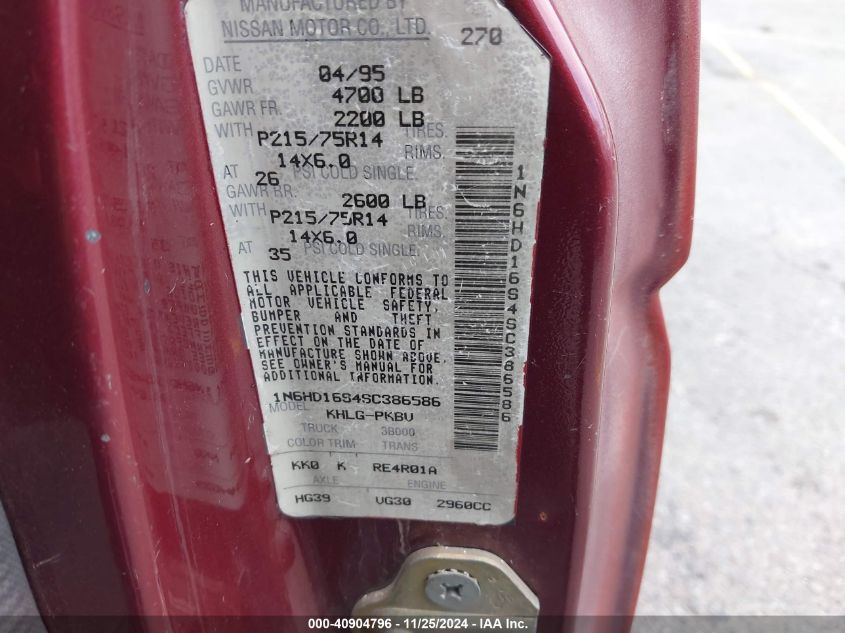 MANUFACTURED BY
NISSAN MOTOR CO., LTD. 270
DATE 04/95
GVWR 4700 LB
GAWR FR. 2200 LB
WITH P215/75R14 TIRES.
14X6.0 RIMS.
AT 26 PSI COLD SINGLE.
GAWR RR. 2600 LB
WITH P215/75R14 TIRES.
14X6.0 RIMS.
AT 35 PSI COLD SINGLE.
THIS VEHICLE CONFORMS TO
ALL APPLICABLE FEDERAL
MOTOR VEHICLE SAFETY,
BUMPER AND THEFT
PREVENTION STANDARDS IN
EFFECT ON THE DATE OF
MANUFACTURE SHOWN ABOVE.
SEE OWNER'S MANUAL FOR
ADDITIONAL INFORMATION.
1N6HD16S4SC386586
MODEL KHLG-PKBV
TRUCK 38000
COLOR TRIM TRANS
KK0 K RE4R01A
AXLE ENGINE
HG39 VG30 2960CC
1N6HD16S4SC386586
000-40904796 • 11/25/2024 - IAA Inc.